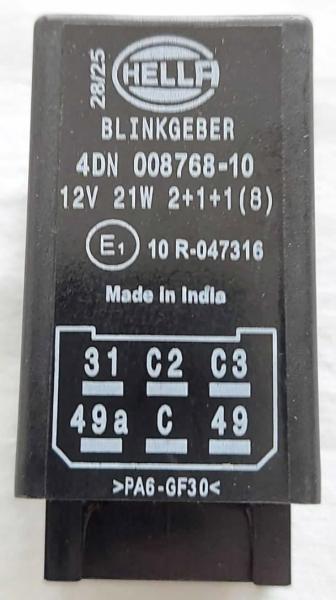 28/25
HELLA
BLINKGEBER
4DN 008768-10
12V 21W 2+1+1(8)
E1 10 R-047316
Made in India
31 C2 C3
49a C 49
>PA6-GF30<